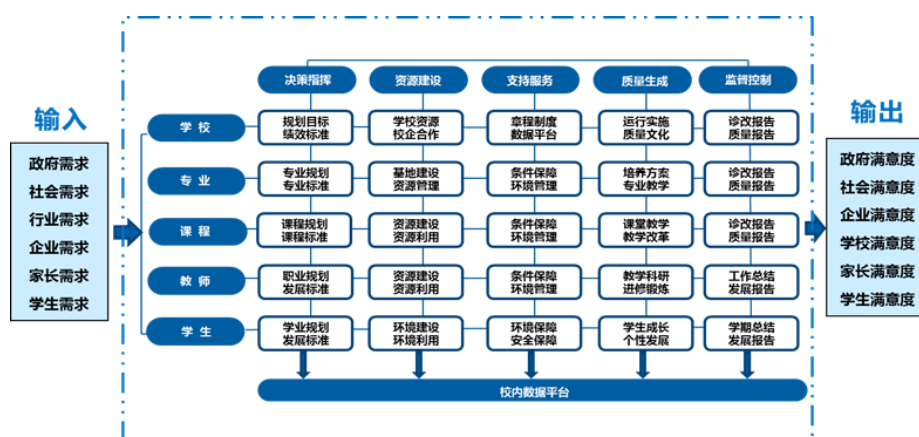 决策指挥 资源建设 支持服务 质量生成 监督控制
输入
政府需求
社会需求
行业需求
企业需求
家长需求
学生需求
学校
规划目标
绩效标准
学校资源
校企合作
章程制度
数据平台
运行实施
质量文化
诊改报告
质量报告
专业
专业规划
专业标准
基地建设
资源管理
条件保障
环境管理
培养方案
专业教学
诊改报告
质量报告
课程
课程规划
课程标准
资源建设
资源利用
条件保障
环境管理
课堂教学
教学改革
诊改报告
质量报告
教师
职业规划
发展标准
资源建设
资源利用
条件保障
环境管理
教学科研
进修锻炼
工作总结
发展报告
学生
学业规划
发展标准
环境建设
环境利用
环境保障
安全保障
学生成长
个性发展
学期总结
发展报告
校内数据平台
输出
政府满意度
社会满意度
企业满意度
学校满意度
家长满意度
学生满意度